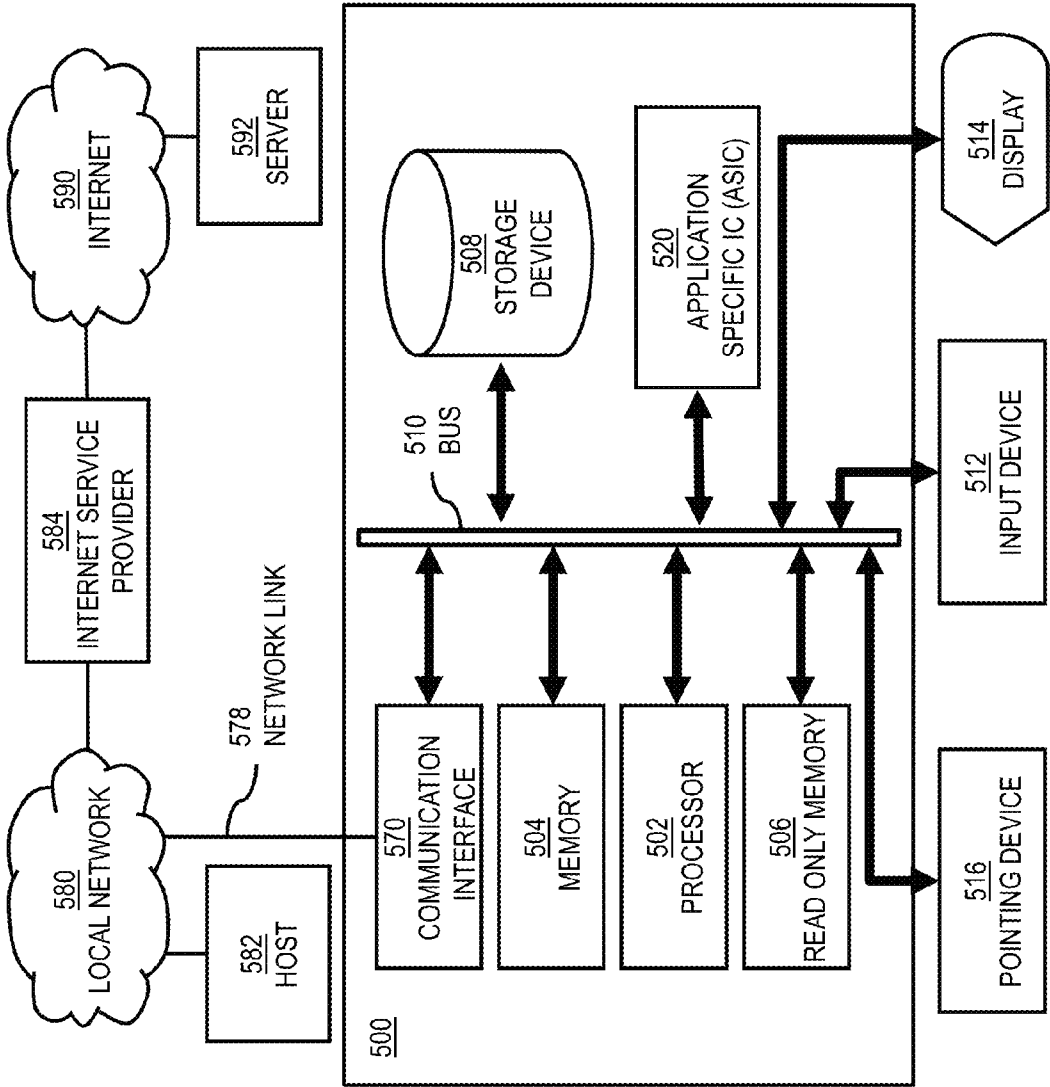 500
570
COMMUNICATION
INTERFACE
504
MEMORY
502
PROCESSOR
506
READ ONLY MEMORY
510
BUS
508
STORAGE
DEVICE
520
APPLICATION
SPECIFIC IC (ASIC)
516
POINTING DEVICE
512
INPUT DEVICE
514
DISPLAY
578
NETWORK LINK
582
HOST
580
LOCAL NETWORK
584
INTERNET SERVICE
PROVIDER
590
INTERNET
592
SERVER